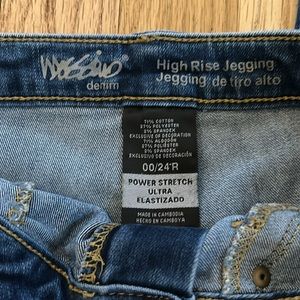 Mossimo
denim
High Rise Jegging
Jegging de tiro alto
71% COTTON
27% POLYESTER
2% SPANDEX
EXCLUSIVE OF DECORATION
71% ALGODÓN
27% POLIÉSTER
2% SPANDEX
EXCLUSIVO DE DECORACIÓN
00/24"R
POWER STRETCH
ULTRA
ELASTIZADO
MADE IN CAMBODIA
HECHO EN CAMBOYA